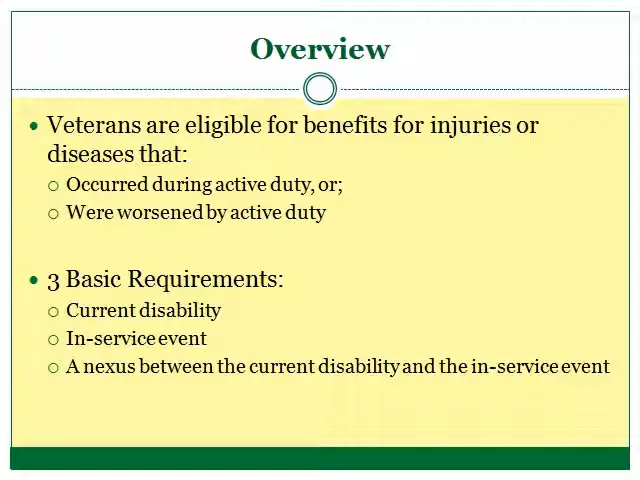 Overview
• Veterans are eligible for benefits for injuries or
diseases that:
○ Occurred during active duty, or;
○ Were worsened by active duty
• 3 Basic Requirements:
○ Current disability
○ In-service event
○ A nexus between the current disability and the in-service event